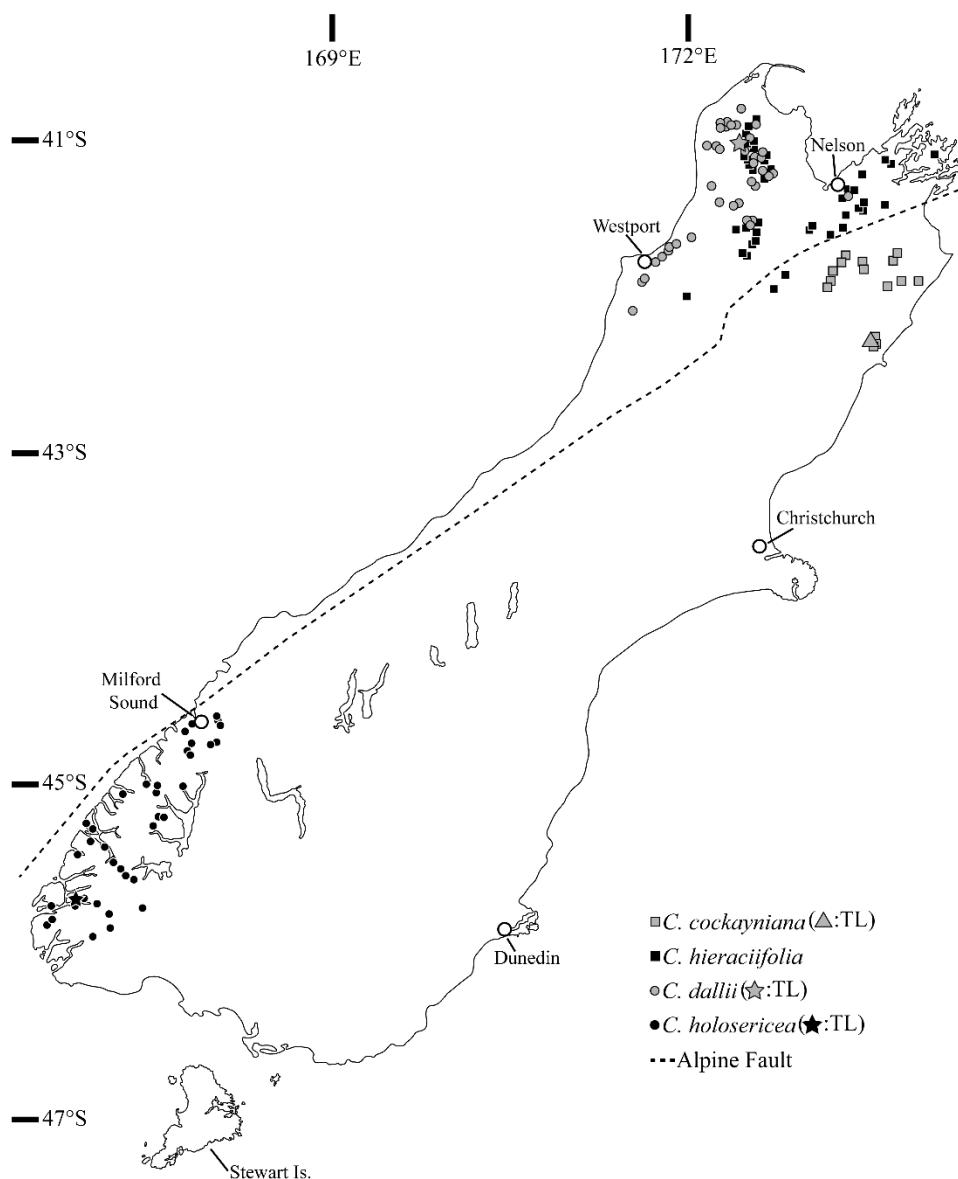 169°E
172°E
41°S
Nelson
Westport
43°S
Christchurch
Milford
Sound
45°S
Dunedin
C. cockayniana (:TL)
C. hieraciifolia
C. dallii (:TL)
C. holosericea (:TL)
Alpine Fault
47°S
Stewart Is.